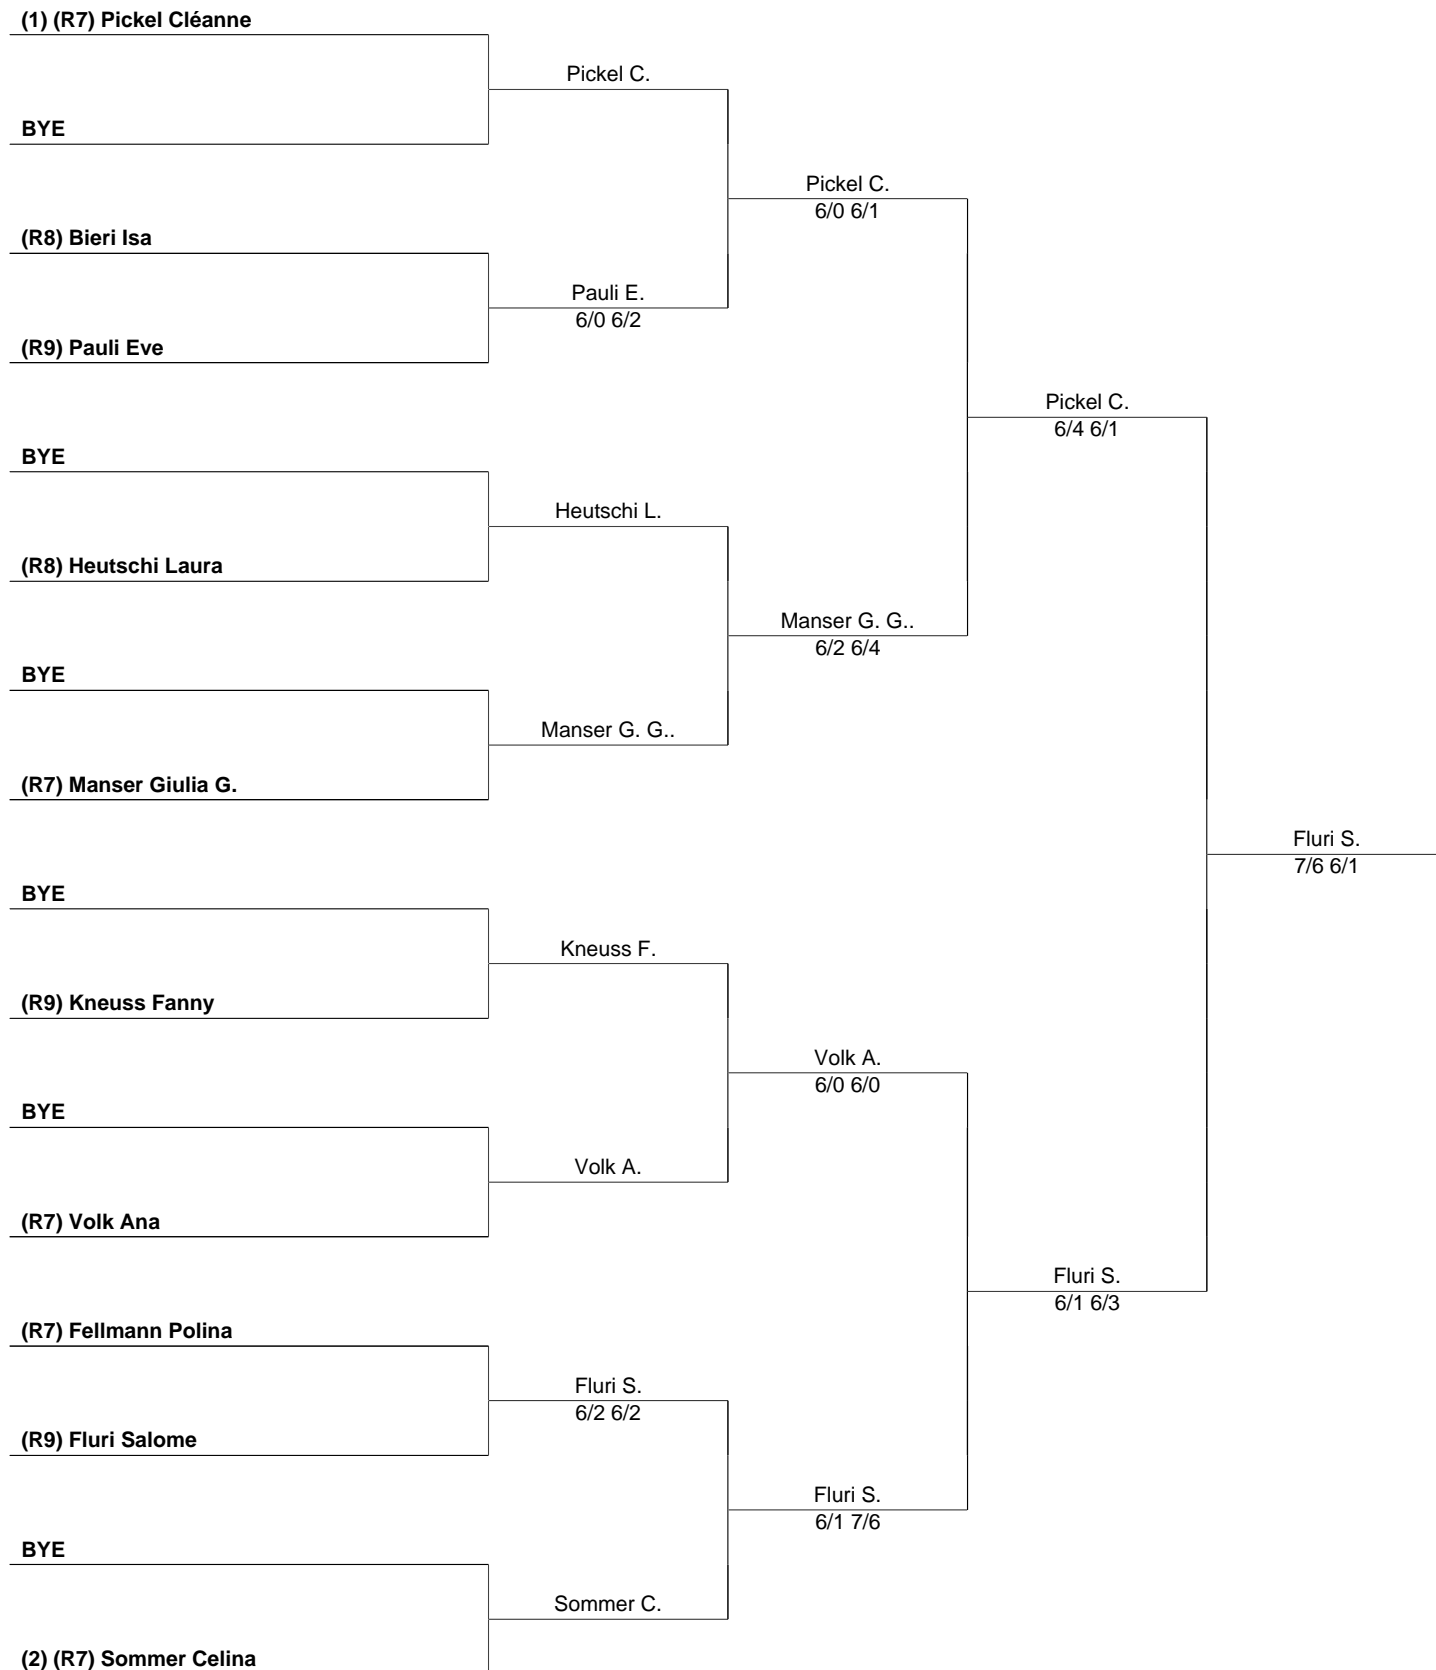 (1) (R7) Pickel Cléanne
Pickel C.
BYE
Pickel C.
6/0 6/1
(R8) Bieri Isa
Pauli E.
6/0 6/2
(R9) Pauli Eve
Pickel C.
6/4 6/1
BYE
Heutschi L.
(R8) Heutschi Laura
Manser G. G..
6/2 6/4
BYE
Manser G. G..
(R7) Manser Giulia G.
Fluri S.
7/6 6/1
BYE
Kneuss F.
(R9) Kneuss Fanny
Volk A.
6/0 6/0
BYE
Volk A.
(R7) Volk Ana
Fluri S.
6/1 6/3
(R7) Fellmann Polina
Fluri S.
6/2 6/2
(R9) Fluri Salome
Fluri S.
6/1 7/6
BYE
Sommer C.
(2) (R7) Sommer Celina